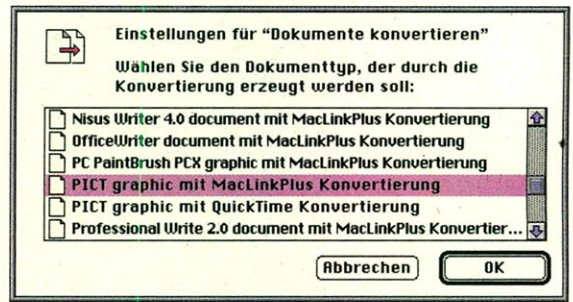 Einstellungen für “Dokumente konvertieren”
Wählen Sie den Dokumenttyp, der durch die
Konvertierung erzeugt werden soll:
Nisus Writer 4.0 document mit MacLinkPlus Konvertierung
OfficeWriter document mit MacLinkPlus Konvertierung
PC PaintBrush PCX graphic mit MacLinkPlus Konvertierung
PICT graphic mit MacLinkPlus Konvertierung
PICT graphic mit QuickTime Konvertierung
Professional Write 2.0 document mit MacLinkPlus Konvertier...
Abbrechen
OK